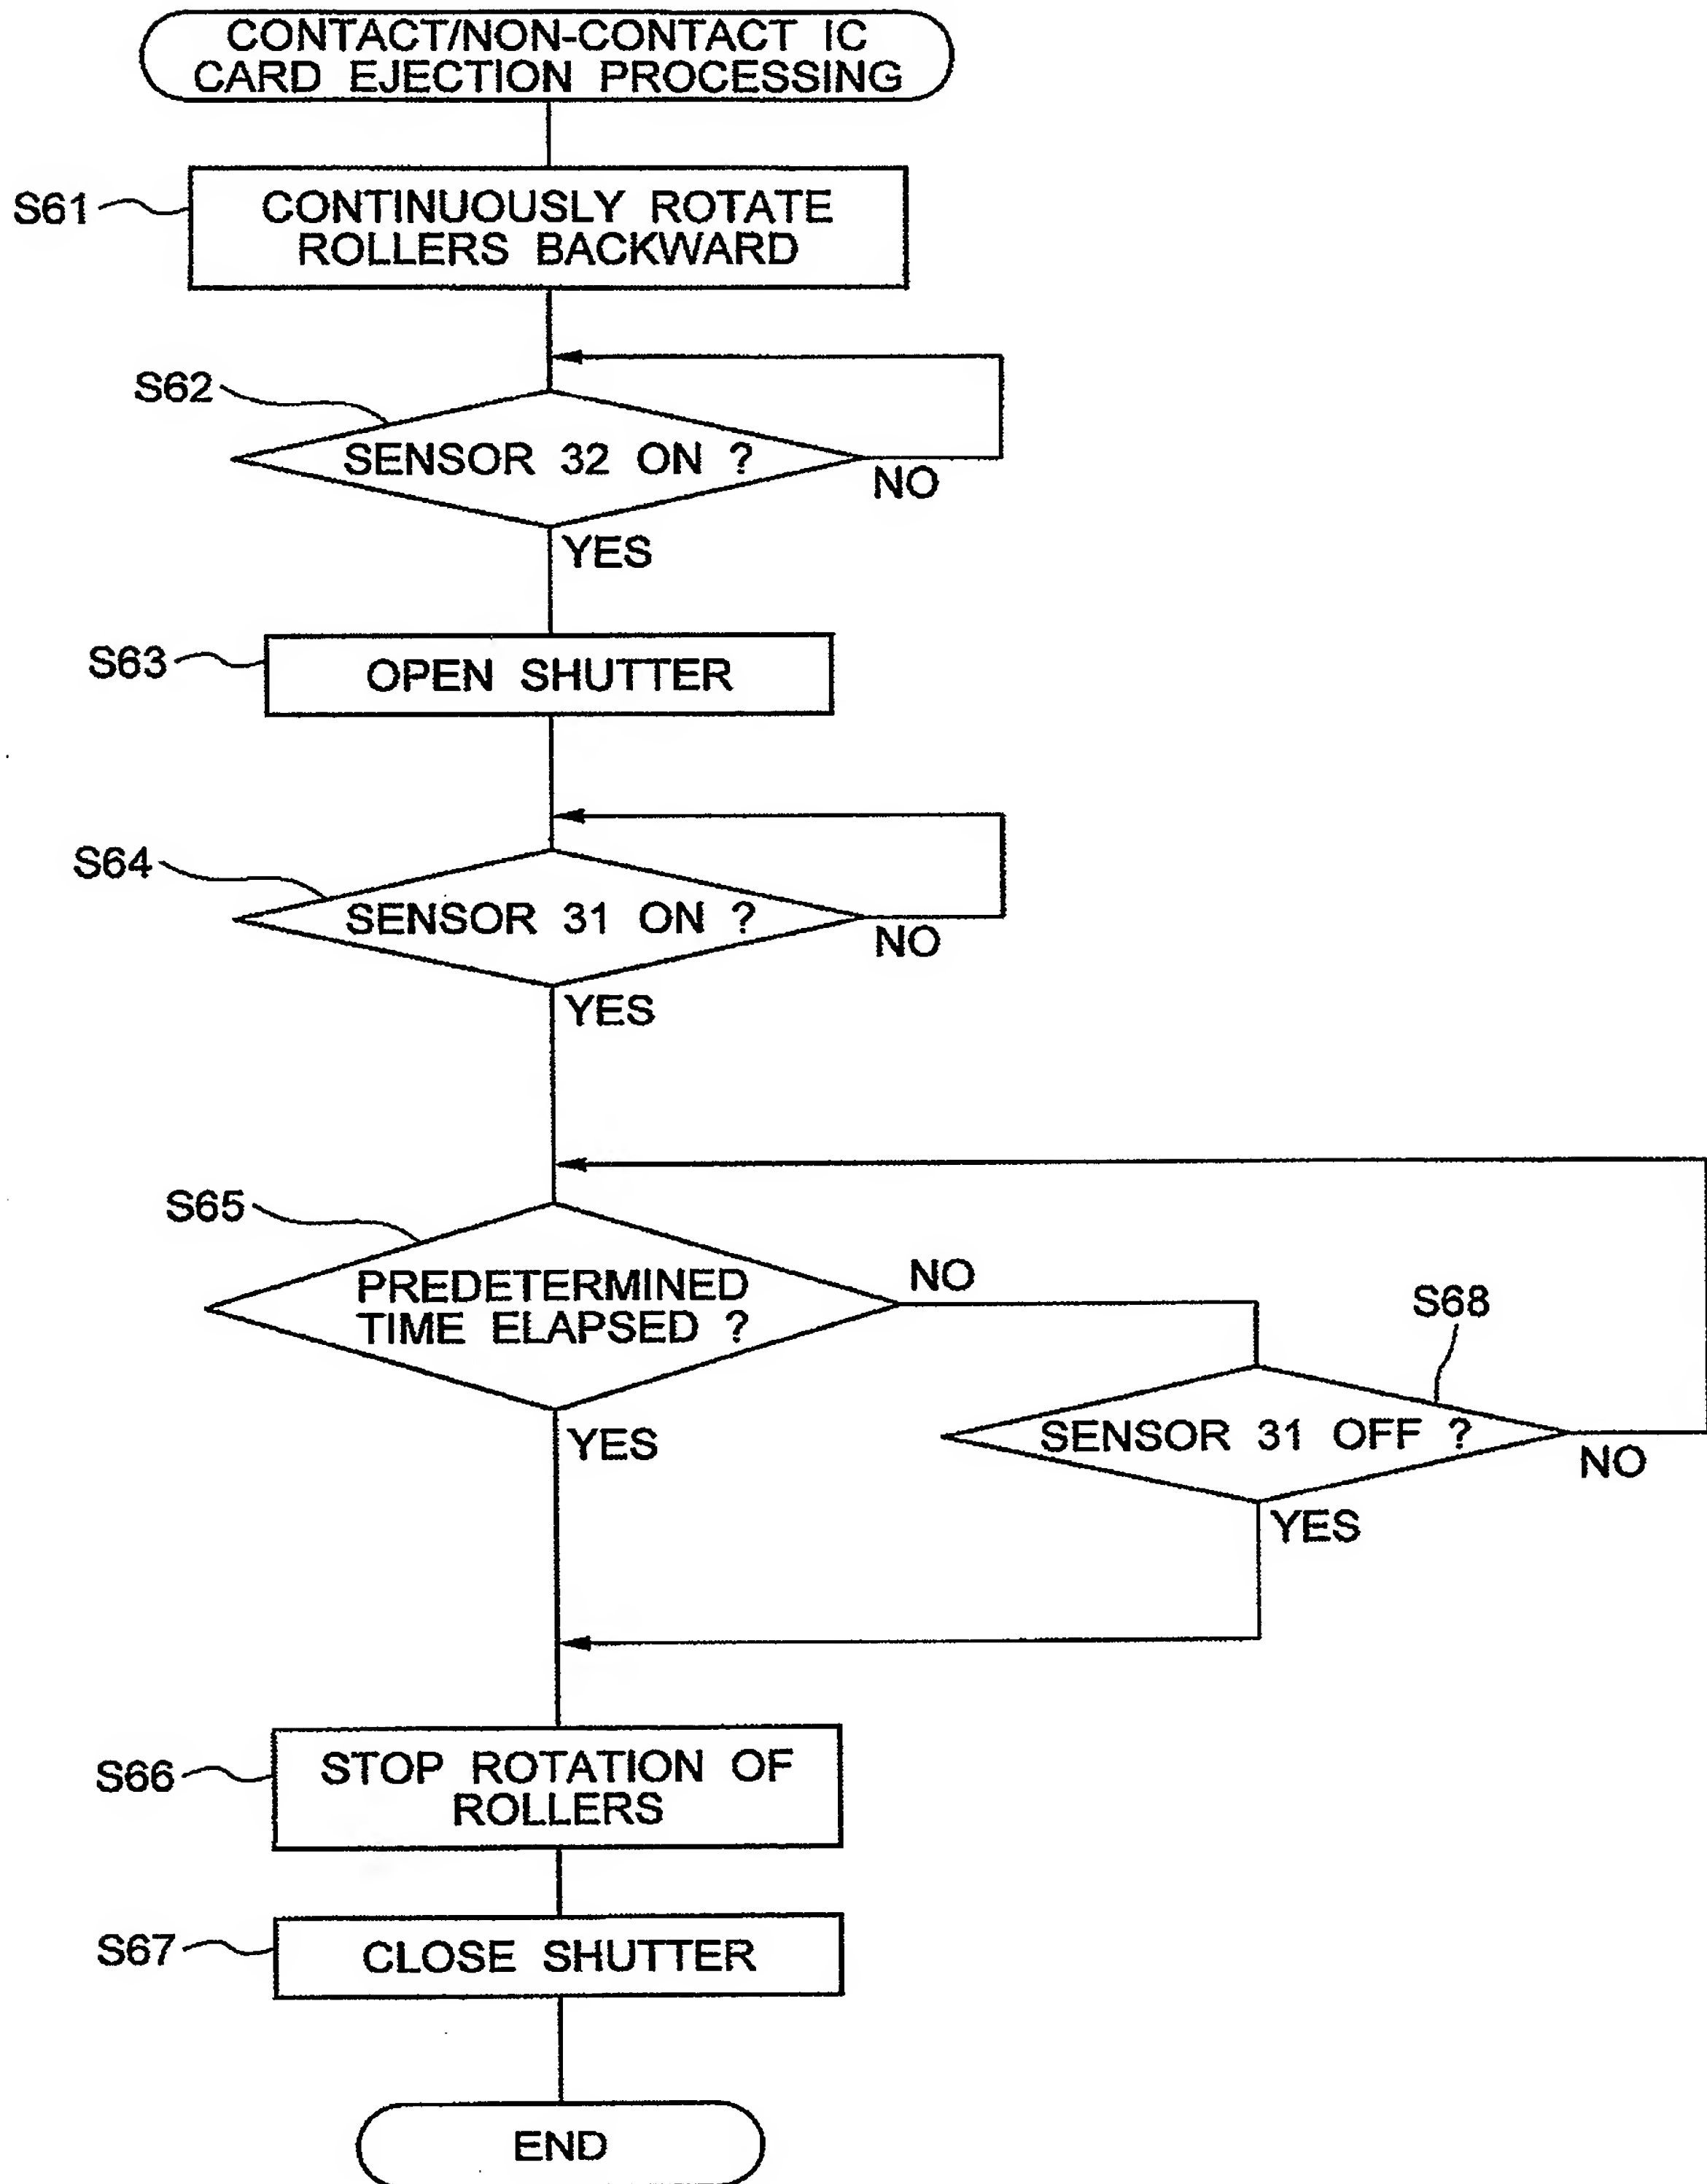 CONTACT/NON-CONTACT IC
CARD EJECTION PROCESSING
S61
CONTINUOUSLY ROTATE
ROLLERS BACKWARD
S62
SENSOR 32 ON ?
NO
YES
S63
OPEN SHUTTER
S64
SENSOR 31 ON ?
NO
YES
S65
PREDETERMINED
TIME ELAPSED ?
NO
YES
S68
SENSOR 31 OFF ?
NO
YES
S66
STOP ROTATION OF
ROLLERS
S67
CLOSE SHUTTER
END